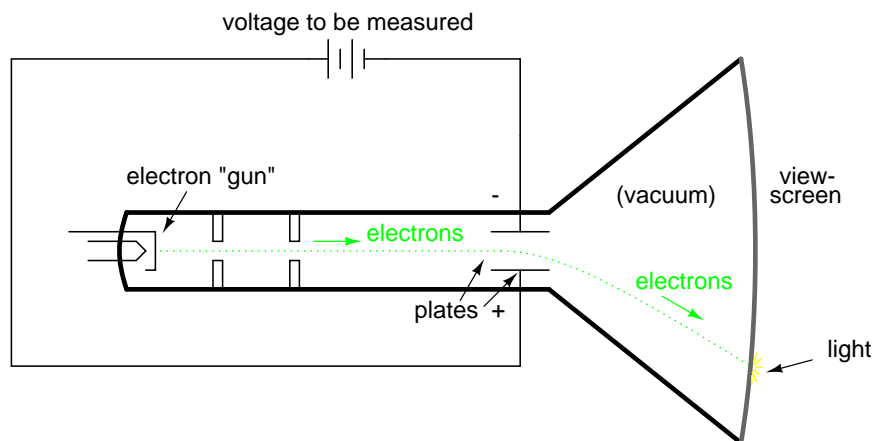 voltage to be measured
electron "gun"
-
(vacuum)
view-
screen
electrons
electrons
plates
+
light